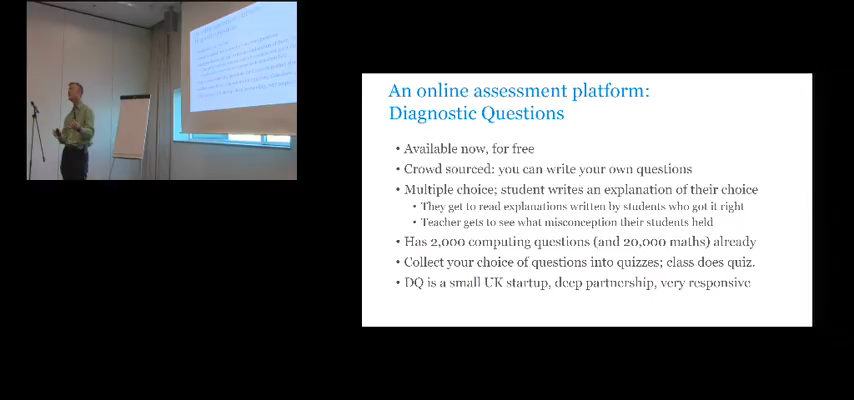 An online assessment platform:
Diagnostic Questions
• Available now, for free
• Crowd sourced: you can write your own questions
• Multiple choice; student writes an explanation of their choice
• They get to read explanations written by students who got it right
• Teacher gets to see what misconception their students held
• Has 2,000 computing questions (and 20,000 maths) already
• Collect your choice of questions into quizzes; class does quiz.
• DQ is a small UK startup, deep partnership, very responsive